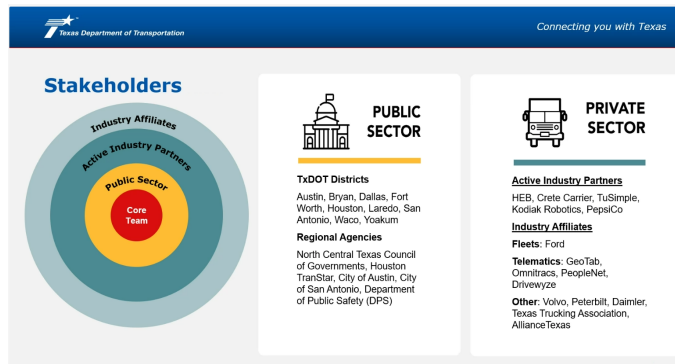 Texas Department of Transportation
Connecting you with Texas
Stakeholders
Industry Affiliates
Active Industry Partners
Public Sector
Core
Team
PUBLIC
SECTOR
TxDOT Districts
Austin, Bryan, Dallas, Fort
Worth, Houston, Laredo, San
Antonio, Waco, Yoakum
Regional Agencies
North Central Texas Council
of Governments, Houston
TranStar, City of Austin, City
of San Antonio, Department
of Public Safety (DPS)
PRIVATE
SECTOR
Active Industry Partners
HEB, Crete Carrier, TuSimple,
Kodiak Robotics, PepsiCo
Industry Affiliates
Fleets: Ford
Telematics: GeoTab,
Omnitracs, PeopleNet,
Drivewyze
Other: Volvo, Peterbilt, Daimler,
Texas Trucking Association,
AllianceTexas